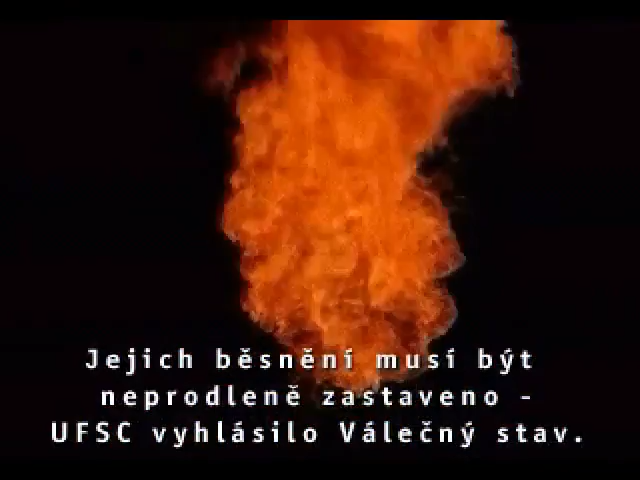 Jejich běsnění musí být
neprodleně zastaveno -
UFSC vyhlásilo Válečný stav.